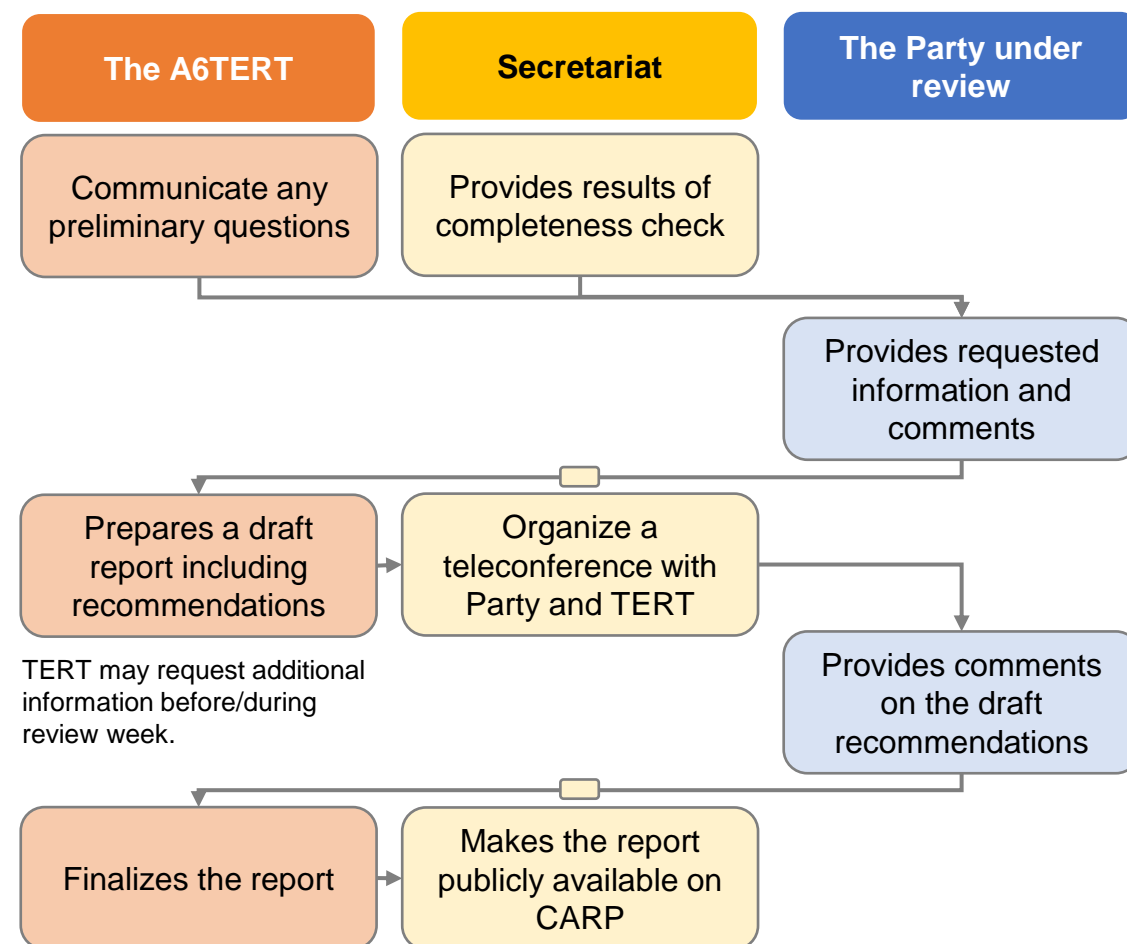 The A6TERT
Secretariat
The Party under
review
Communicate any
preliminary questions
Provides results of
completeness check
Provides requested
information and
comments
Prepares a draft
report including
recommendations
Organize a
teleconference with
Party and TERT
TERT may request additional
information before/during
review week.
Provides comments
on the draft
recommendations
Finalizes the report
Makes the report
publicly available on
CARP